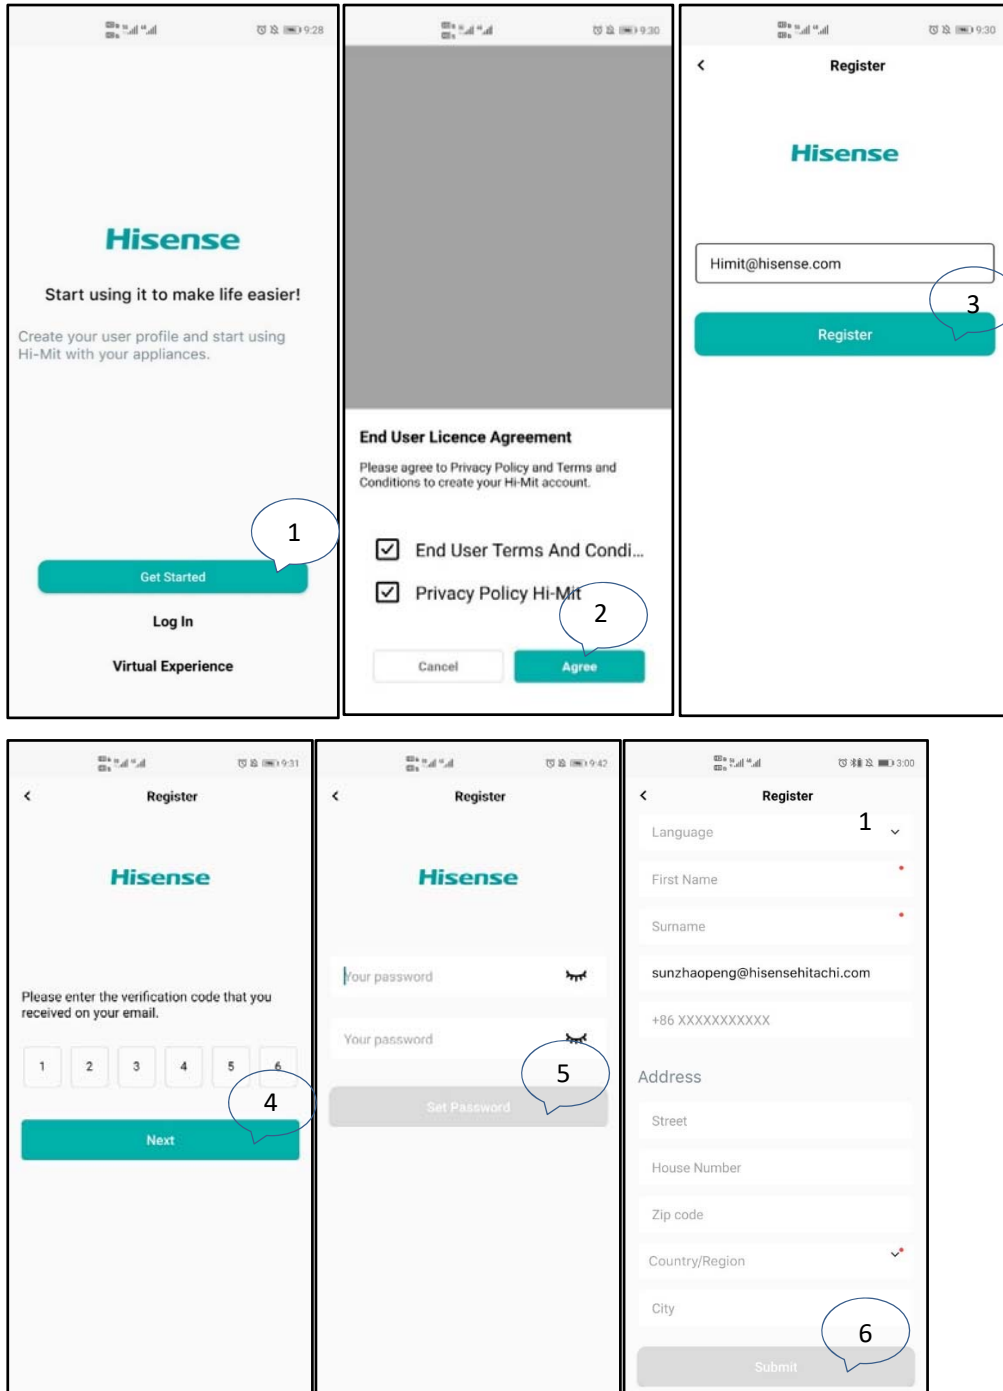 9:28
Hisense
Start using it to make life easier!
Create your user profile and start using
Hi-Mit with your appliances.
1
Get Started
Log In
Virtual Experience
9:30
End User Licence Agreement
Please agree to Privacy Policy and Terms and
Conditions to create your Hi-Mit account.
End User Terms And Condi...
Privacy Policy Hi-Mit
2
Cancel
Agree
9:30
Register
Hisense
Himit@hisense.com
3
Register
9:31
Register
Hisense
Please enter the verification code that you
received on your email.
1 2 3 4 5 6
4
Next
9:42
Register
Hisense
Your password
Your password
5
Set Password
3:00
Register
Language
1
First Name
Surname
sunzhaopeng@hisensehitachi.com
+86 XXXXXXXXXXX
Address
Street
House Number
Zip code
Country/Region
City
6
Submit